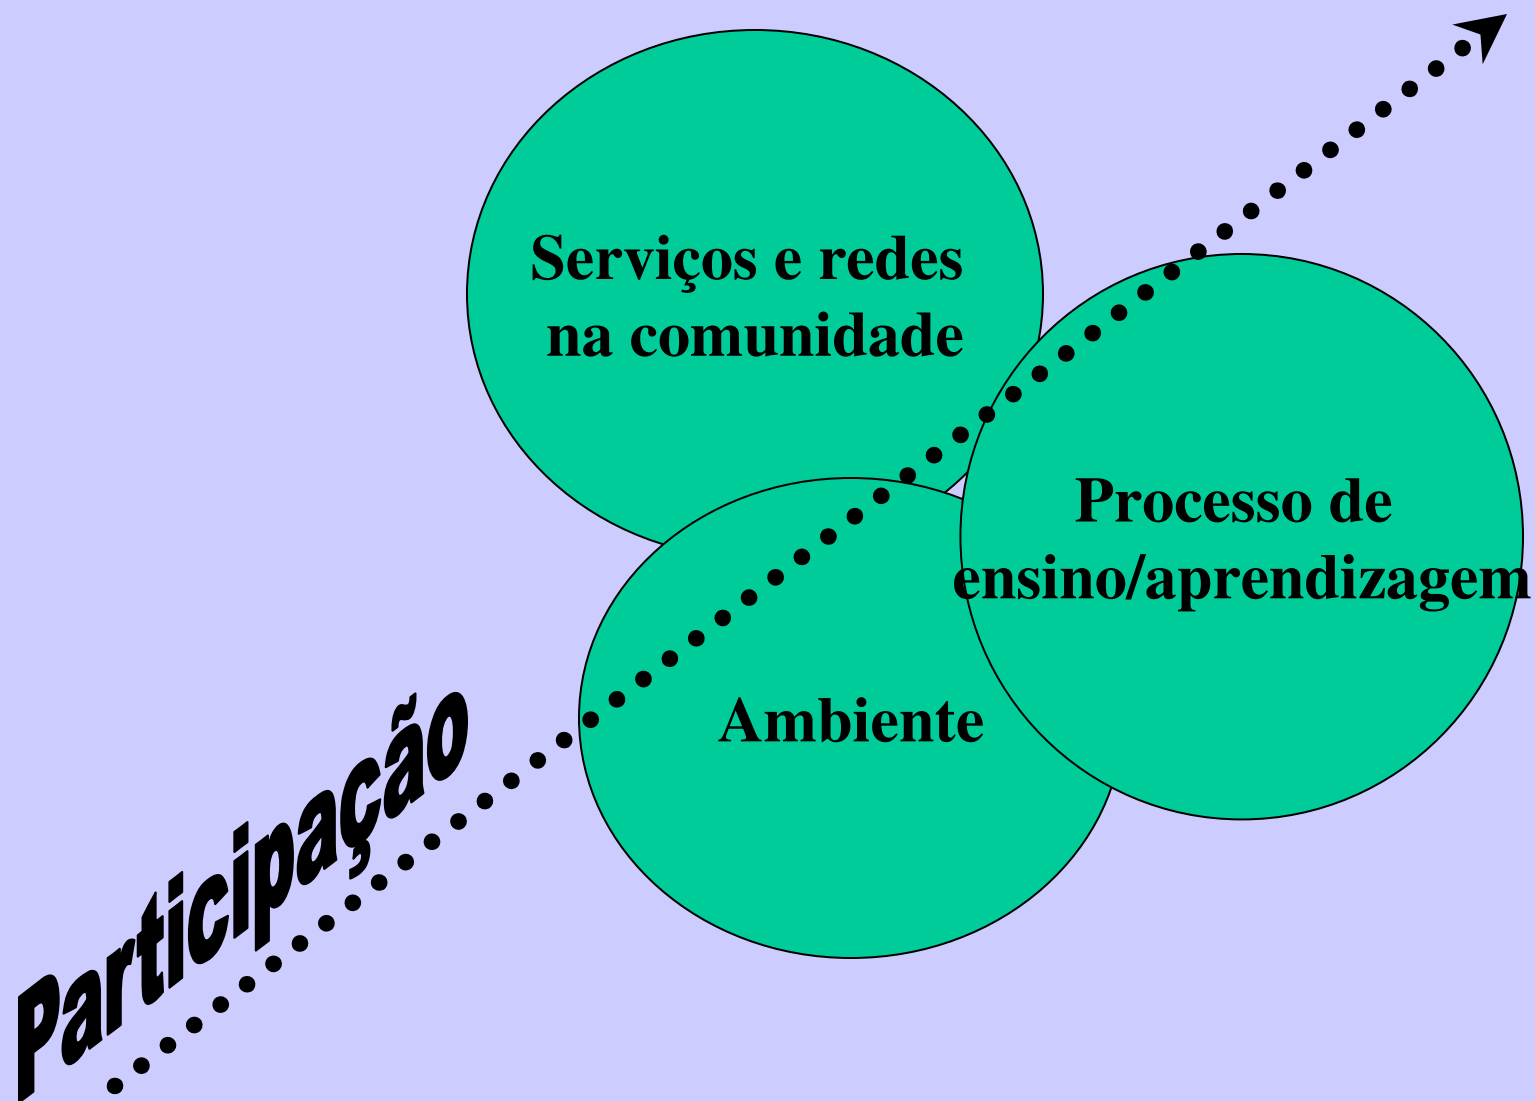 Serviços e redes
na comunidade
Processo de
ensino/aprendizagem
Ambiente
Participação